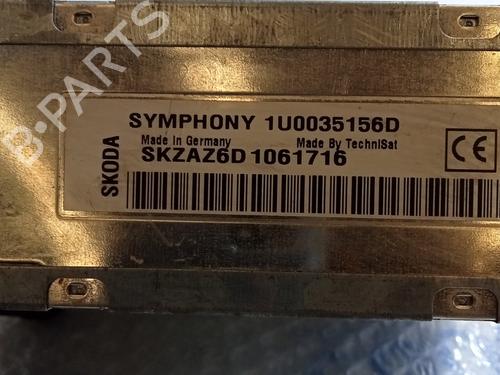 B-PARTS
SYMPHONY 1U0035156D
Made In Germany Made By TechniSat
SKZAZ6D 1061716
SKODA
CE